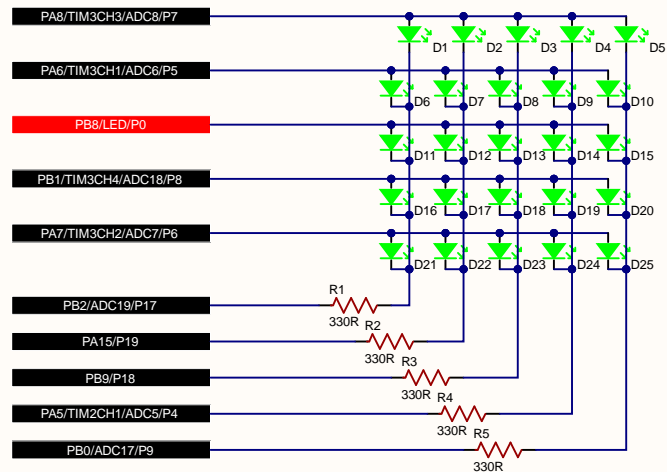 PA8/TIM3CH3/ADC8/P7
D1 D2 D3 D4 D5
PA6/TIM3CH1/ADC6/P5
D6 D7 D8 D9 D10
PB8/LED/P0
D11 D12 D13 D14 D15
PB1/TIM3CH4/ADC18/P8
D16 D17 D18 D19 D20
PA7/TIM3CH2/ADC7/P6
D21 D22 D23 D24 D25
R1
PB2/ADC19/P17
330R
R2
PA15/P19
330R
R3
PB9/P18
330R
R4
PA5/TIM2CH1/ADC5/P4
330R
R5
PB0/ADC17/P9
330R